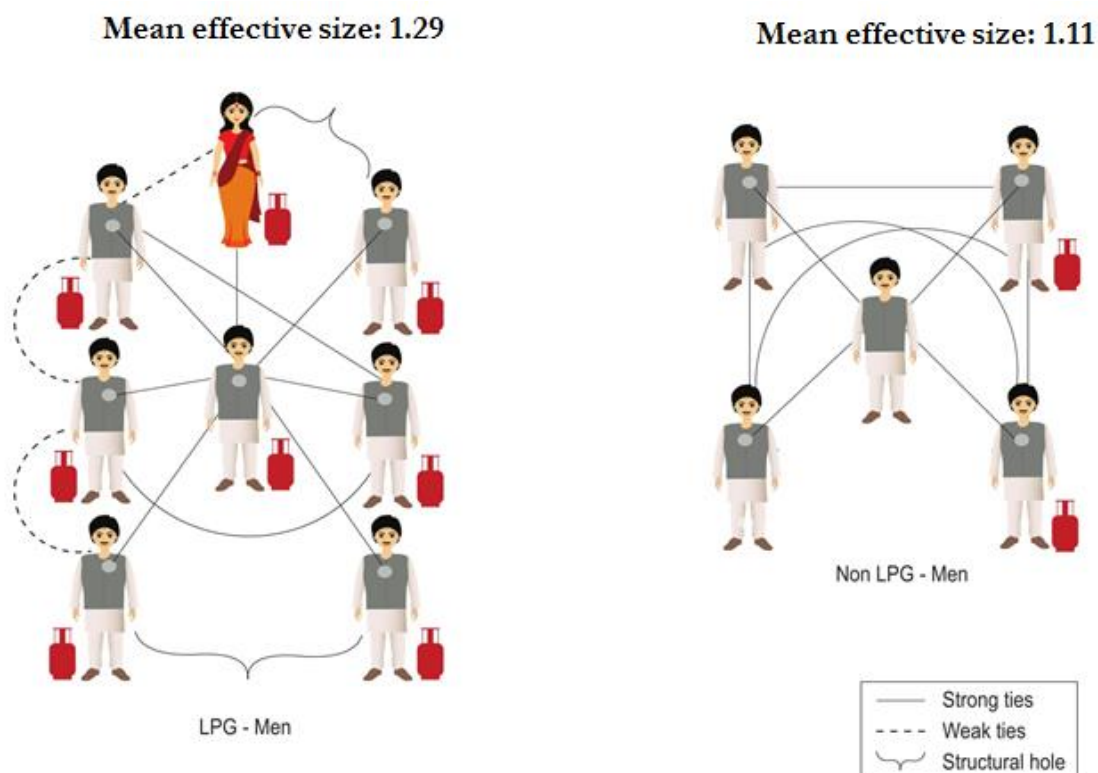 Mean effective size: 1.29
Mean effective size: 1.11
LPG - Men
Non LPG - Men
Strong ties
Weak ties
Structural hole